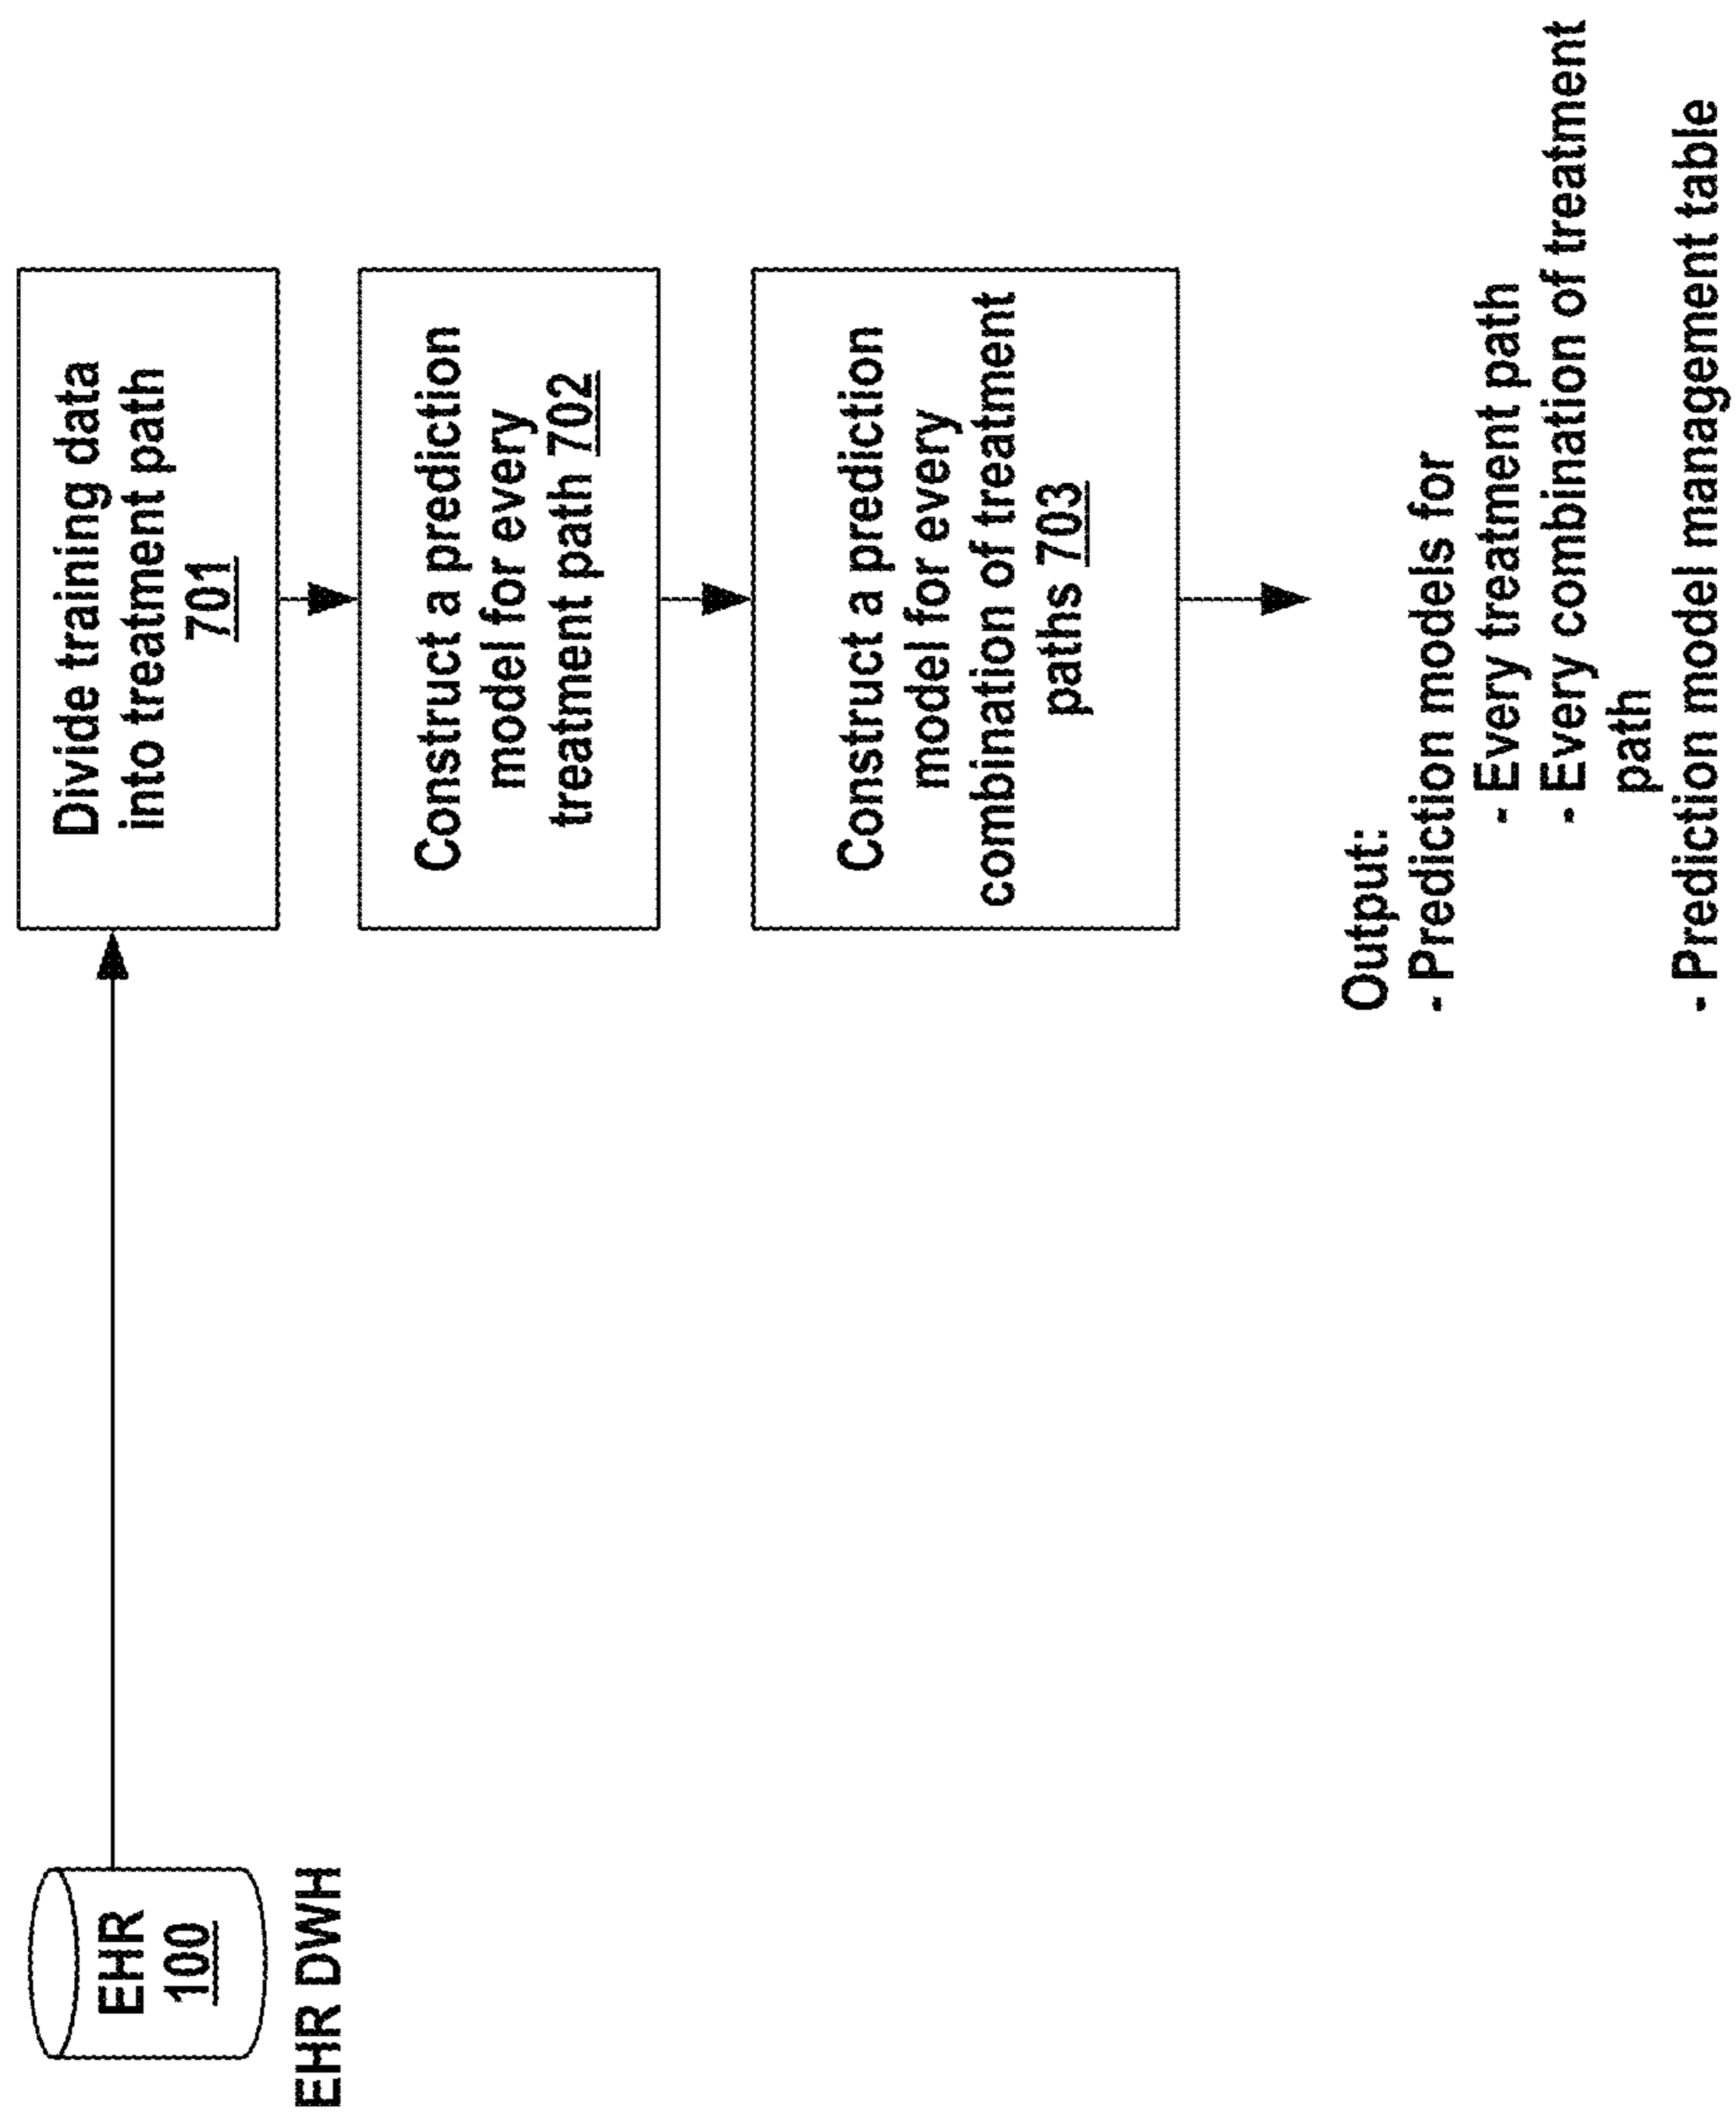 EHR
100
EHR DWH
Divide training data
into treatment path
701
Construct a prediction
model for every
treatment path 702
Construct a prediction
model for every
combination of treatment
paths 703
Output:
- Prediction models for
- Every treatment path
- Every combination of treatment
path
- Prediction model management table